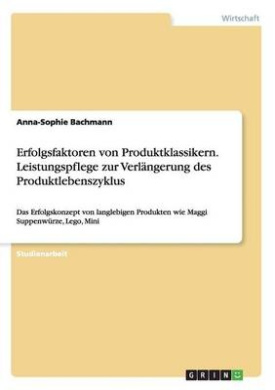 Wirtschaft
Anna-Sophie Bachmann
Erfolgsfaktoren von Produktklassikern.
Leistungspflege zur Verlängerung des
Produktlebenszyklus
Das Erfolgskonzept von langlebigen Produkten wie Maggi
Suppenwürze, Lego, Mini
Studienarbeit
GRIN